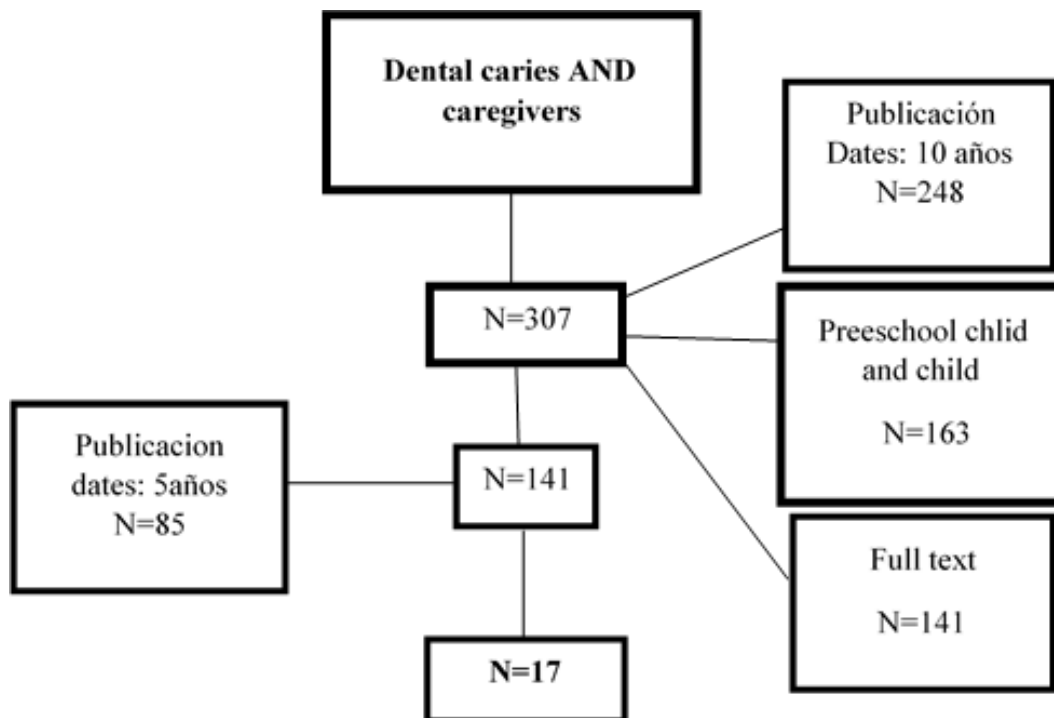 Dental caries AND
caregivers
Publicación
Dates: 10 años
N=248
N=307
Preeschool chlid
and child
N=163
Publicacion
dates: 5años
N=85
N=141
Full text
N=141
N=17